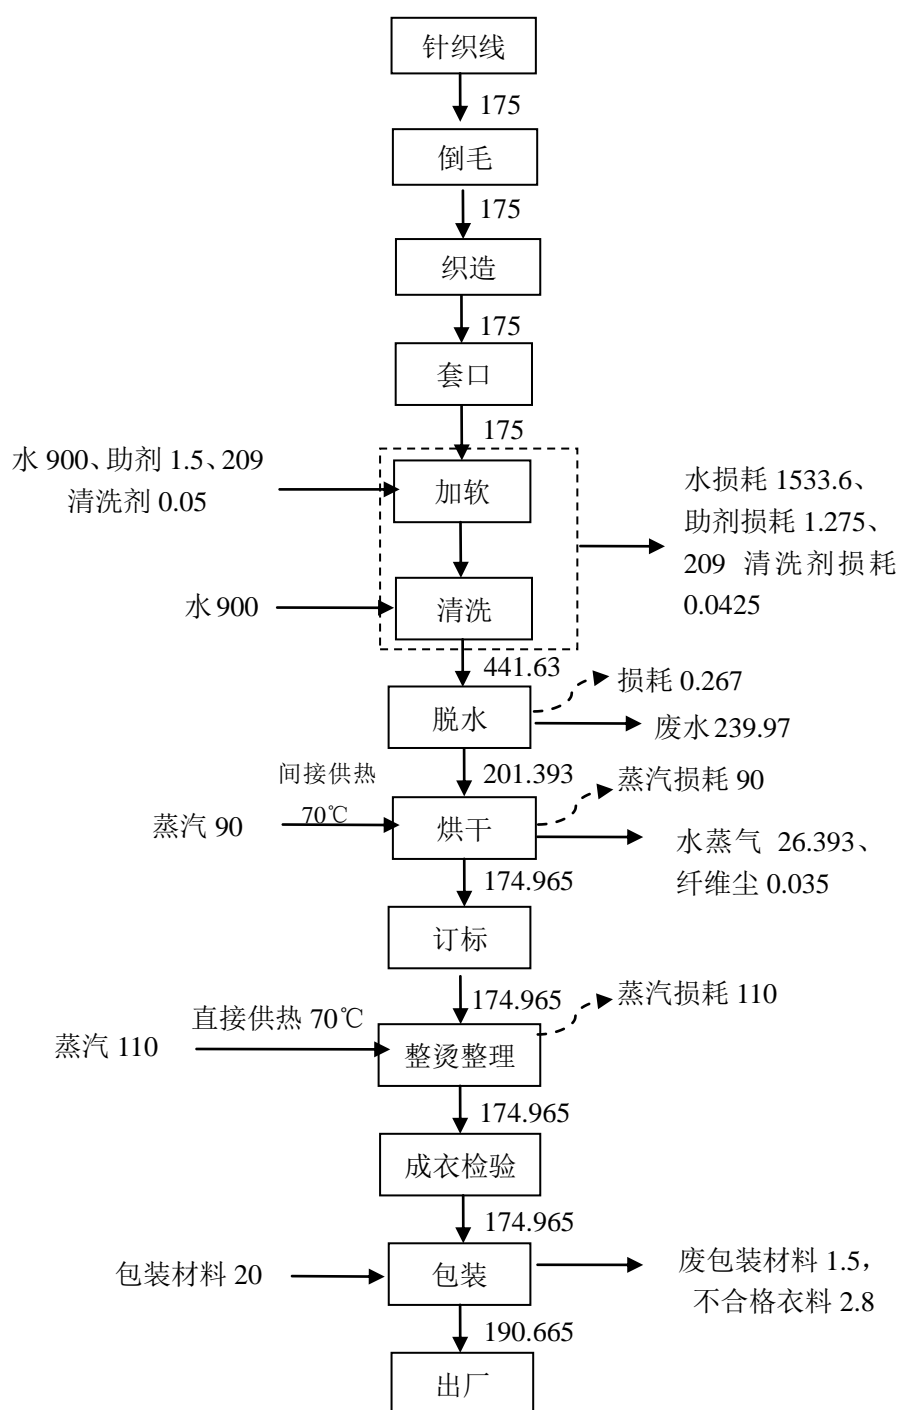 针织线
175
倒毛
175
织造
175
套口
175
水 900、助剂 1.5、209
清洗剂 0.05
加软
水损耗 1533.6、
助剂损耗 1.275、
209 清洗剂损耗
0.0425
水 900
清洗
441.63
损耗 0.267
脱水
废水 239.97
间接供热
201.393
蒸汽损耗 90
70℃
蒸汽 90
烘干
水蒸气 26.393、
纤维尘 0.035
174.965
订标
174.965
蒸汽损耗 110
直接供热 70℃
蒸汽 110
整烫整理
174.965
成衣检验
174.965
包装材料 20
包装
废包装材料 1.5，
不合格衣料 2.8
190.665
出厂